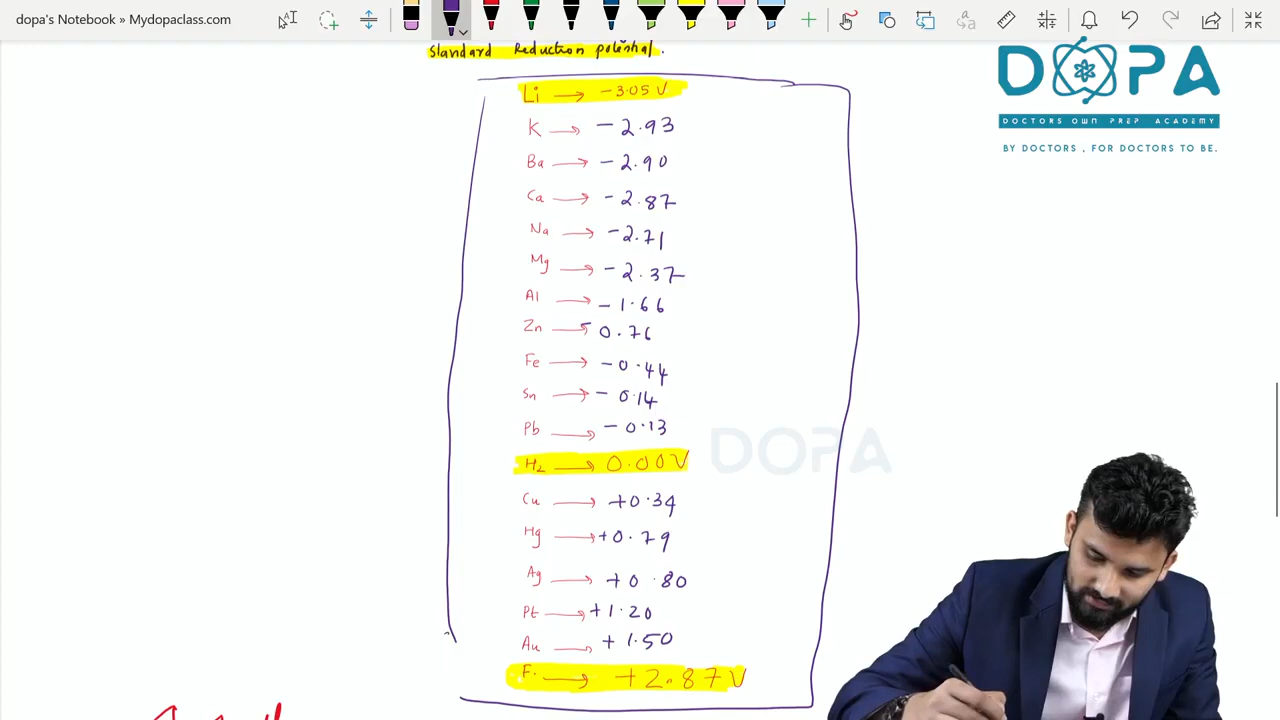 dopa's Notebook » Mydopaclass.com
Standard Reduction potential.
DOPA
DOCTORS OWN PREP ACADEMY
BY DOCTORS , FOR DOCTORS TO BE.
Li → -3.05 V
K → -2.93
Ba → -2.90
Ca → -2.87
Na → -2.71
Mg → -2.37
Al → -1.66
Zn → -0.76
Fe → -0.44
Sn → -0.14
Pb → -0.13
H2 → 0.00V
Cu → +0.34
Hg → +0.79
Ag → +0.80
Pt → +1.20
Au → +1.50
F. → +2.87V
DOPA